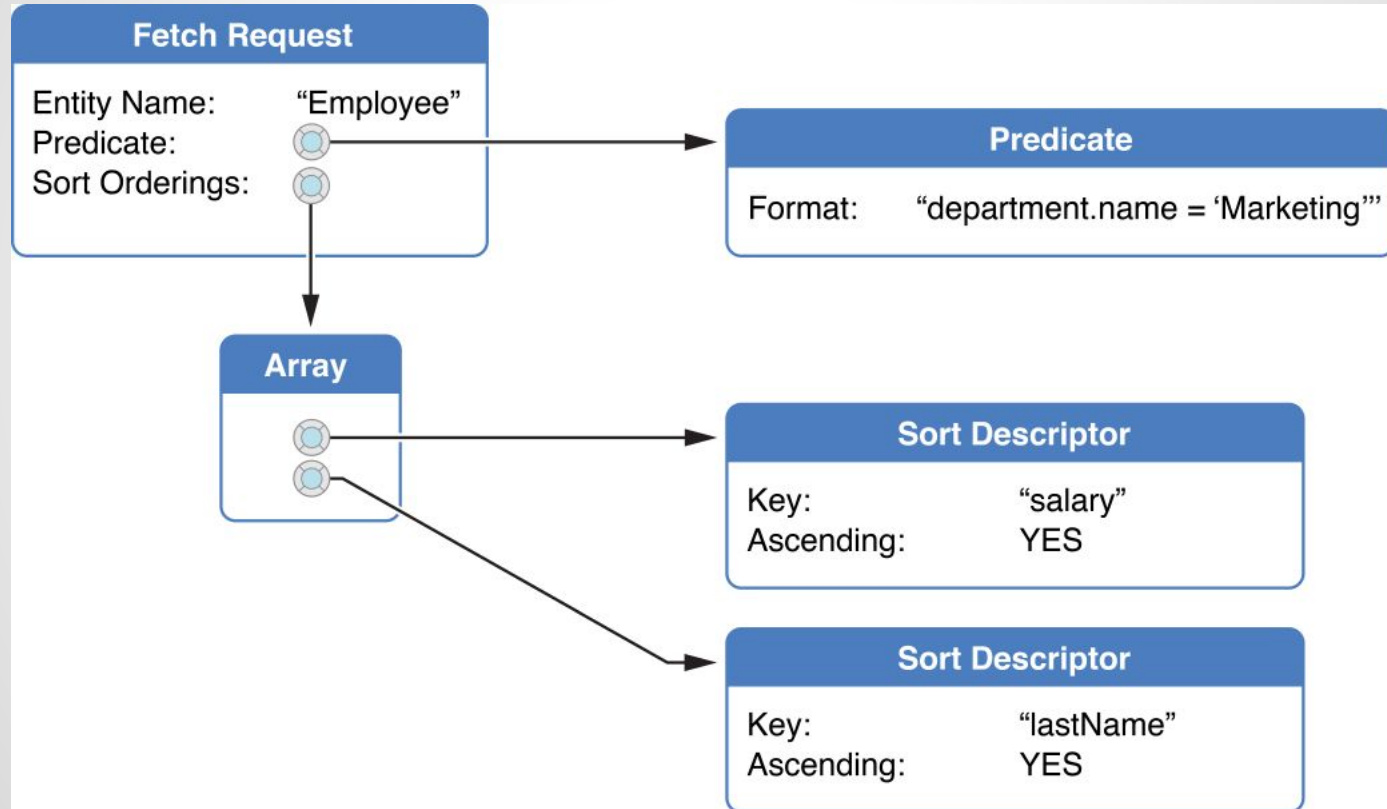 Fetch Request
Entity Name: “Employee”
Predicate:
Sort Orderings:
Predicate
Format: “department.name = ‘Marketing’”
Array
Sort Descriptor
Key: “salary”
Ascending: YES
Sort Descriptor
Key: “lastName”
Ascending: YES